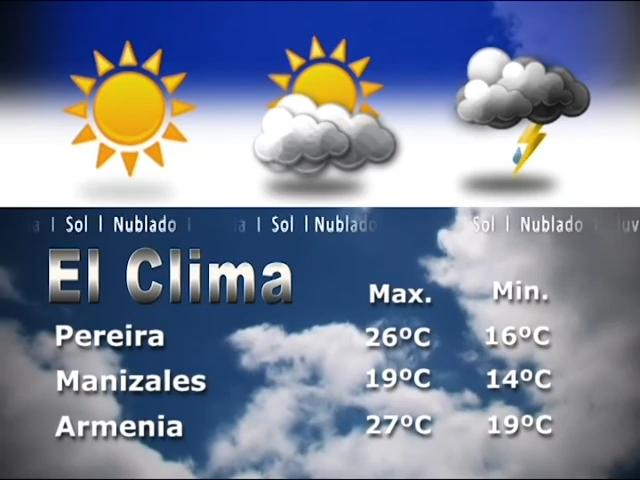 l Sol l Nublado l l Sol l Nublado Sol l Nublado l
El Clima
Max. Min.
Pereira 26ºC 16ºC
Manizales 19ºC 14ºC
Armenia 27ºC 19ºC